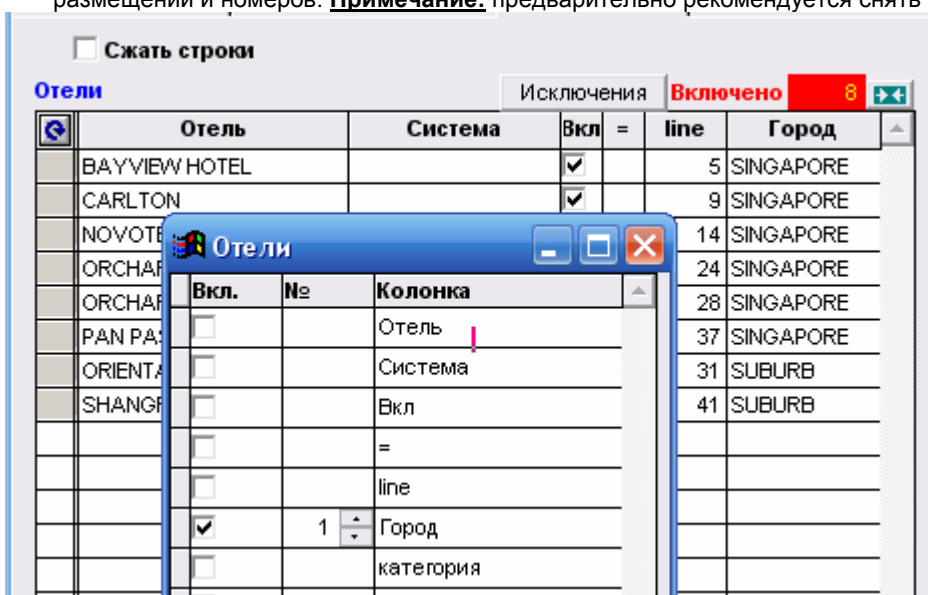 размещений и номеров. Примечание: предварительно рекомендуется снять
Сжать строки
Отели Исключения Включено 8
Отель Система Вкл = line Город
BAYVIEW HOTEL 5 SINGAPORE
CARLTON 9 SINGAPORE
14 SINGAPORE
24 SINGAPORE
28 SINGAPORE
PAN 37 SINGAPORE
31 SUBURB
41 SUBURB
Отели
Вкл. № Колонка
Отель
Система
Вкл
=
line
1 Город
категория